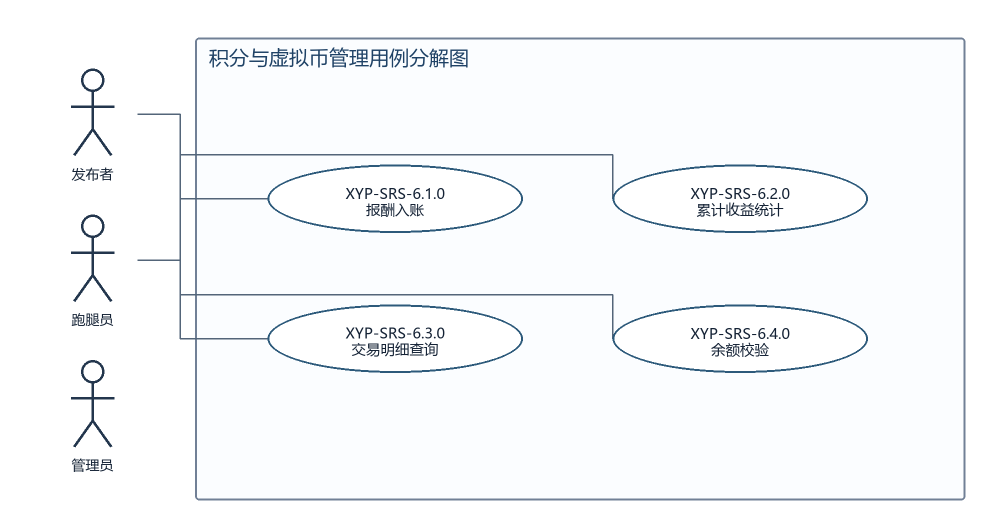 积分与虚拟币管理用例分解图
发布者
XYP-SRS-6.1.0
报酬入账
XYP-SRS-6.2.0
累计收益统计
跑腿员
XYP-SRS-6.3.0
交易明细查询
XYP-SRS-6.4.0
余额校验
管理员